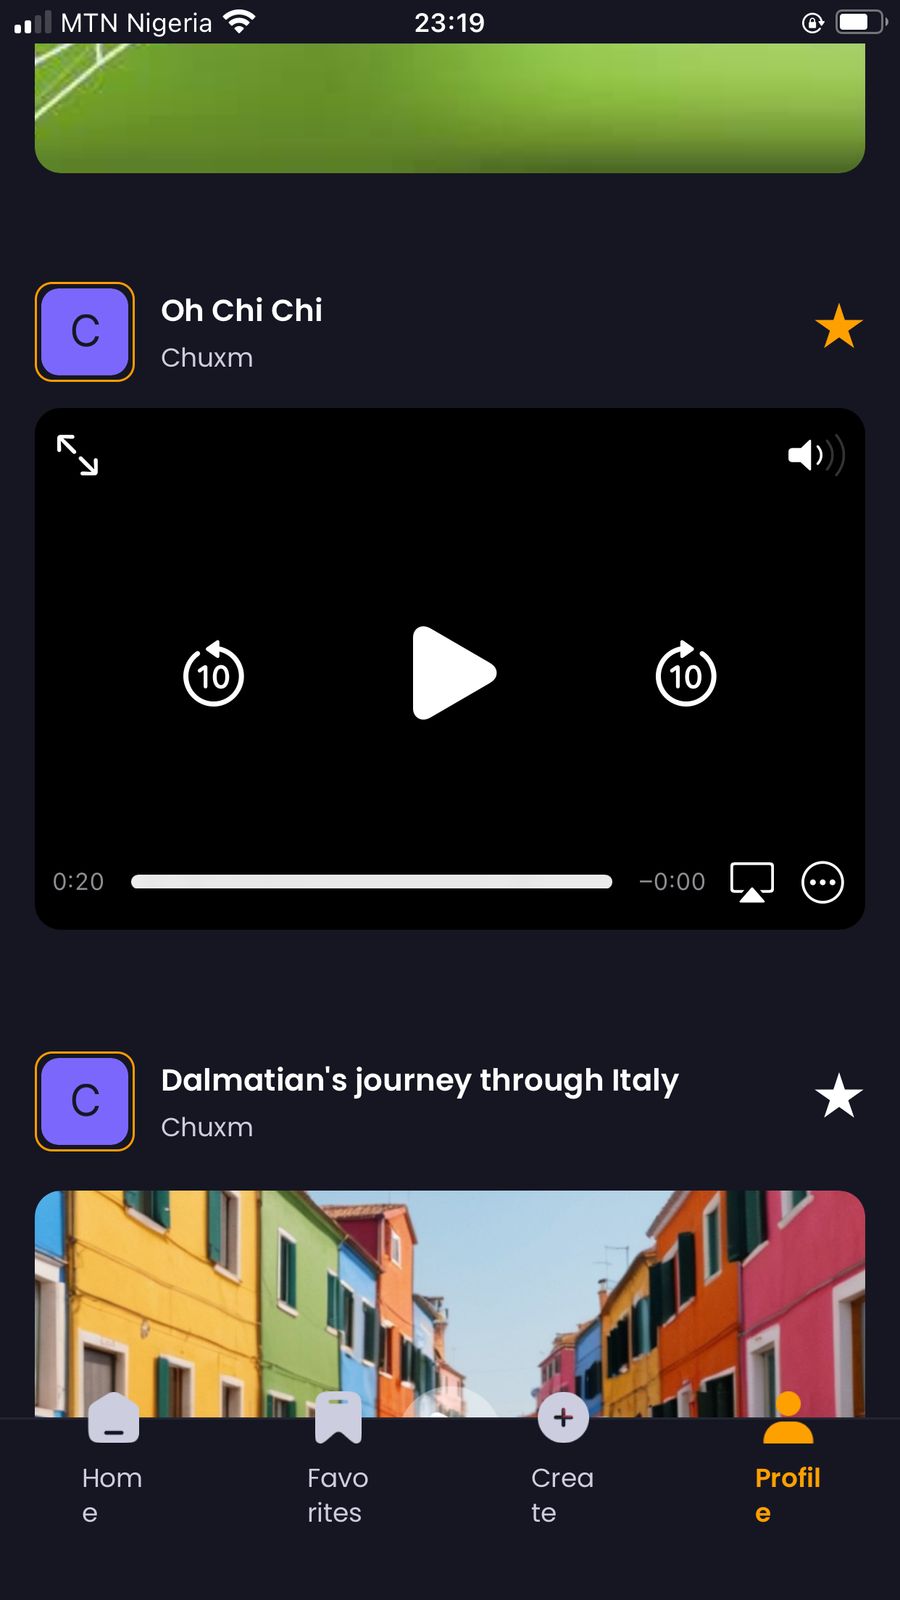 MTN Nigeria 23:19
C
Oh Chi Chi
Chuxm
10
10
0:20 −0:00
C
Dalmatian's journey through Italy
Chuxm
Hom
e
Favo
rites
Crea
te
Profil
e